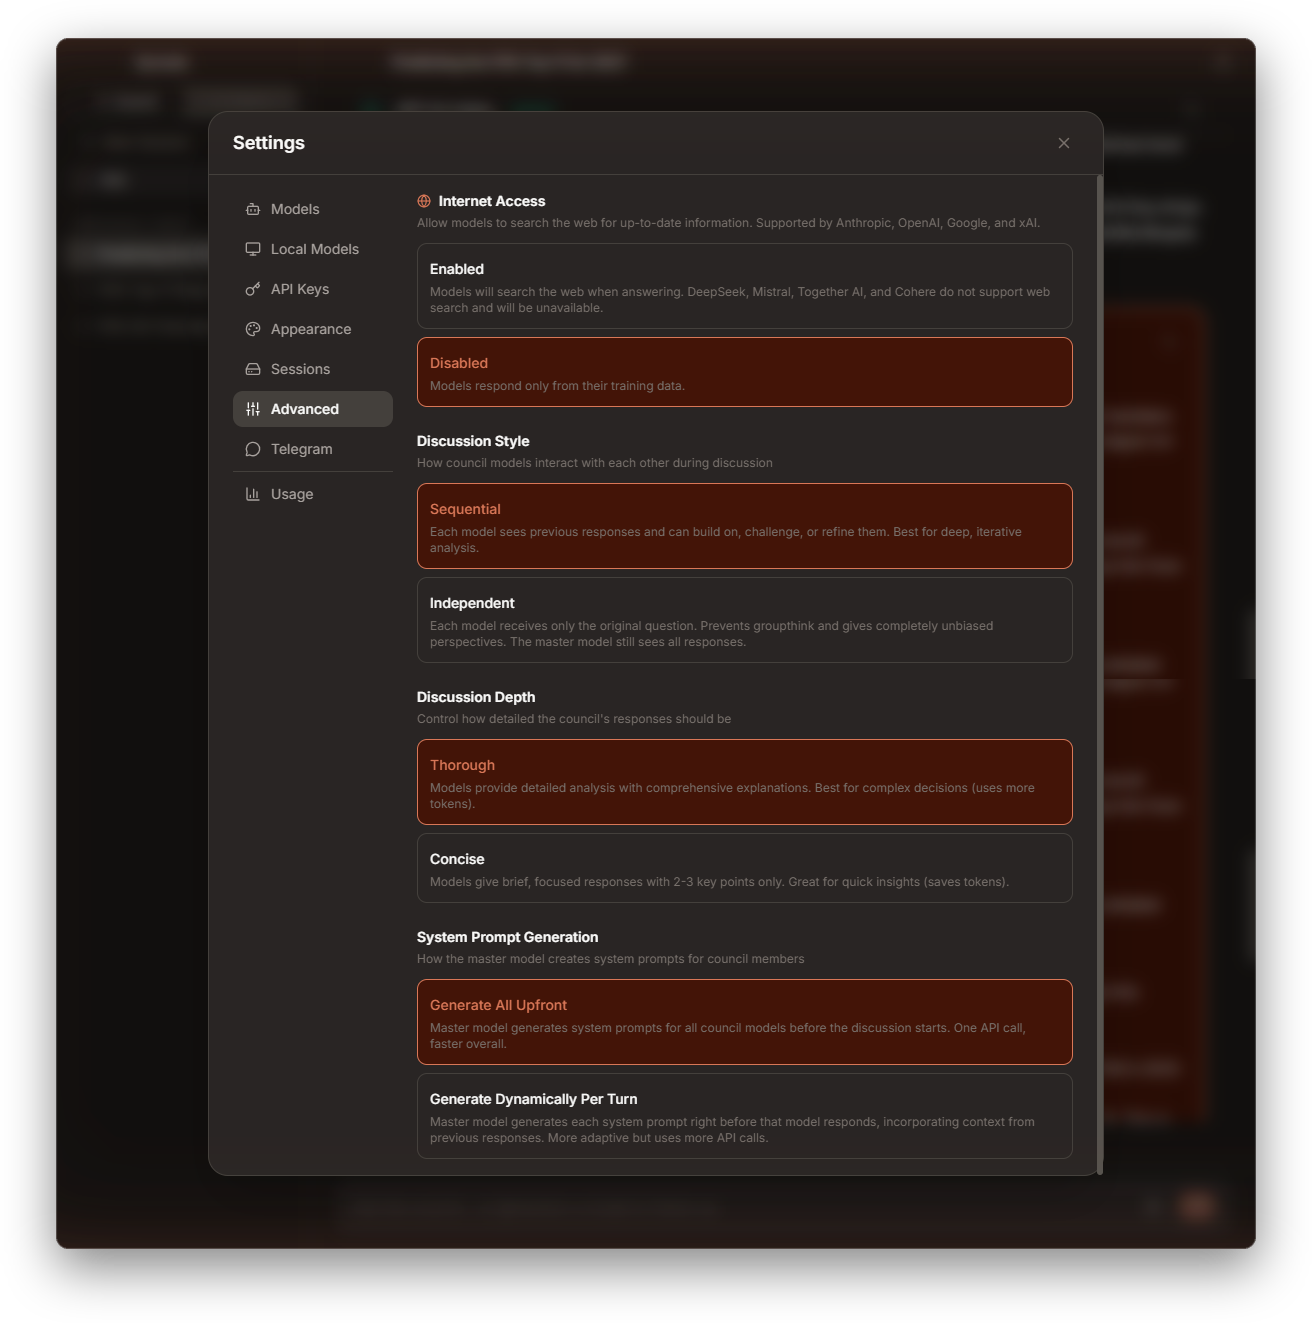 Settings
Models
Local Models
API Keys
Appearance
Sessions
Advanced
Telegram
Usage
Internet Access
Allow models to search the web for up-to-date information. Supported by Anthropic, OpenAI, Google, and xAI.
Enabled
Models will search the web when answering. DeepSeek, Mistral, Together AI, and Cohere do not support web
search and will be unavailable.
Disabled
Models respond only from their training data.
Discussion Style
How council models interact with each other during discussion
Sequential
Each model sees previous responses and can build on, challenge, or refine them. Best for deep, iterative
analysis.
Independent
Each model receives only the original question. Prevents groupthink and gives completely unbiased
perspectives. The master model still sees all responses.
Discussion Depth
Control how detailed the council's responses should be
Thorough
Models provide detailed analysis with comprehensive explanations. Best for complex decisions (uses more
tokens).
Concise
Models give brief, focused responses with 2-3 key points only. Great for quick insights (saves tokens).
System Prompt Generation
How the master model creates system prompts for council members
Generate All Upfront
Master model generates system prompts for all council models before the discussion starts. One API call,
faster overall.
Generate Dynamically Per Turn
Master model generates each system prompt right before that model responds, incorporating context from
previous responses. More adaptive but uses more API calls.